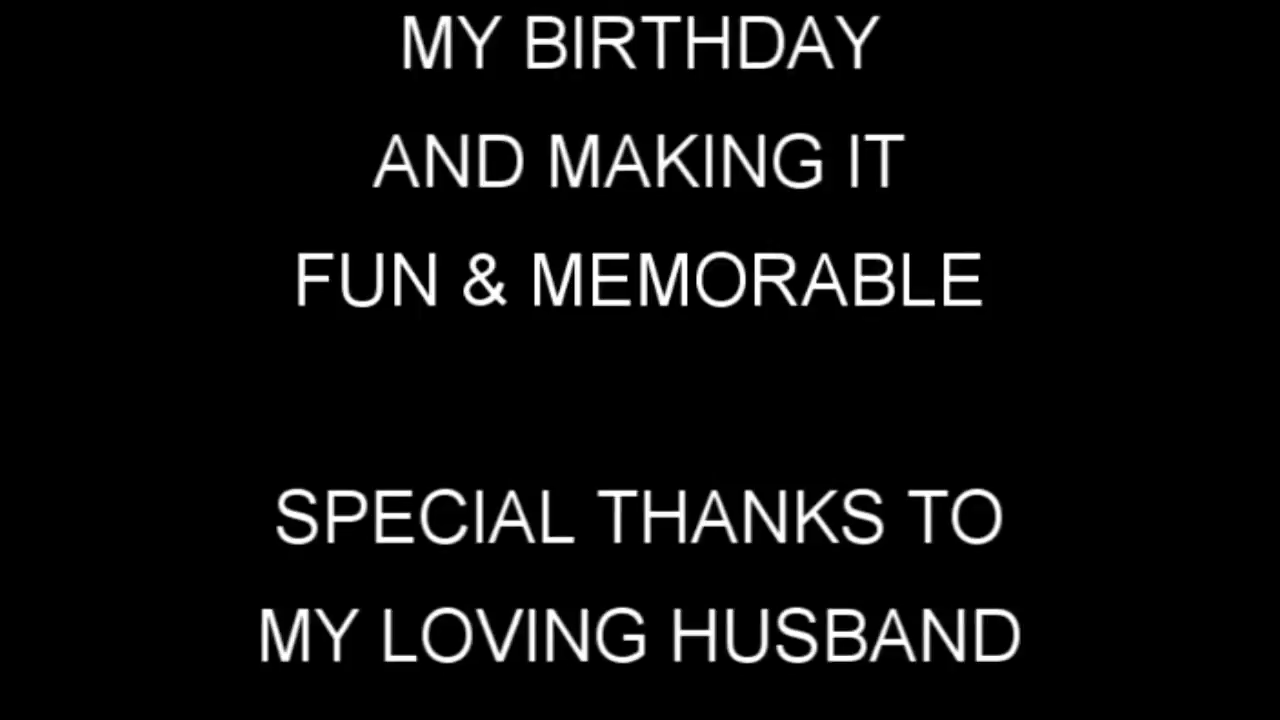 MY BIRTHDAY
AND MAKING IT
FUN & MEMORABLE
SPECIAL THANKS TO
MY LOVING HUSBAND